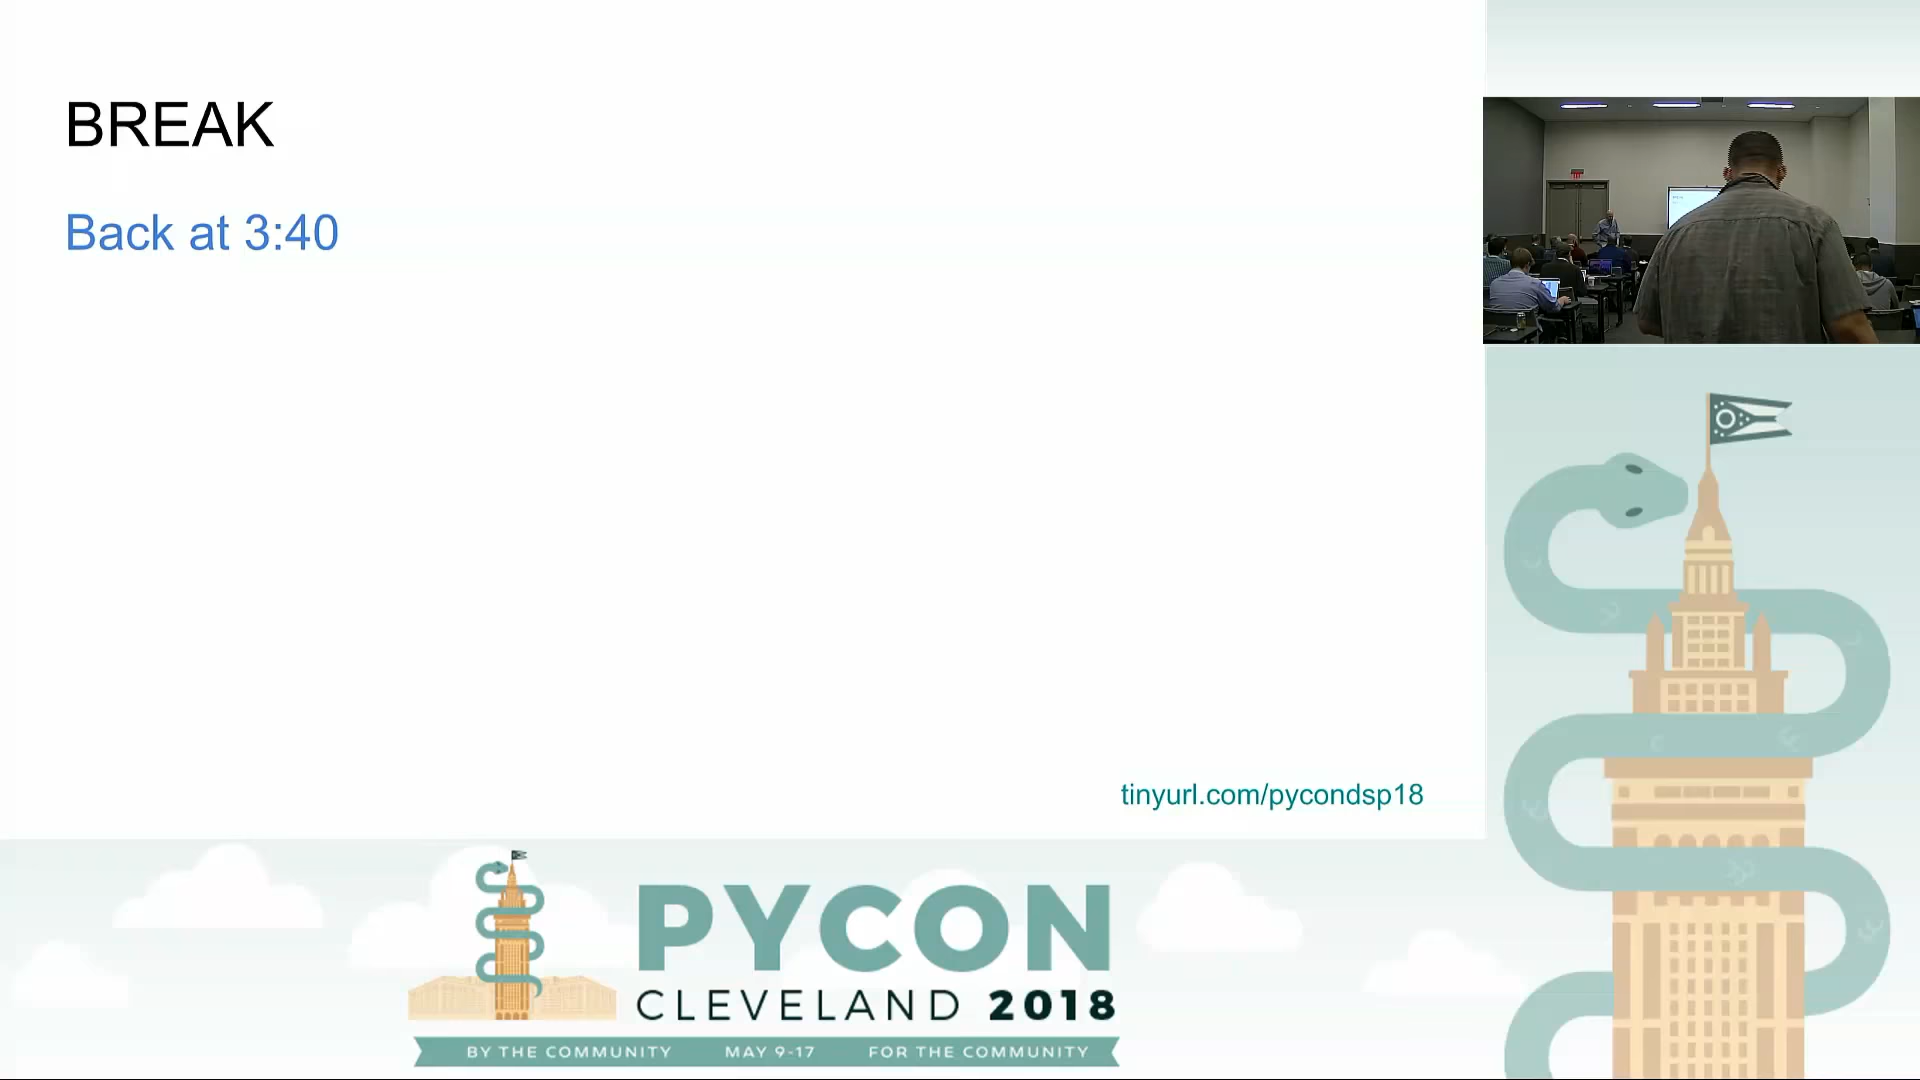 BREAK
Back at 3:40
tinyurl.com/pycondsp18
PYCON
CLEVELAND 2018
BY THE COMMUNITY MAY 9-17 FOR THE COMMUNITY